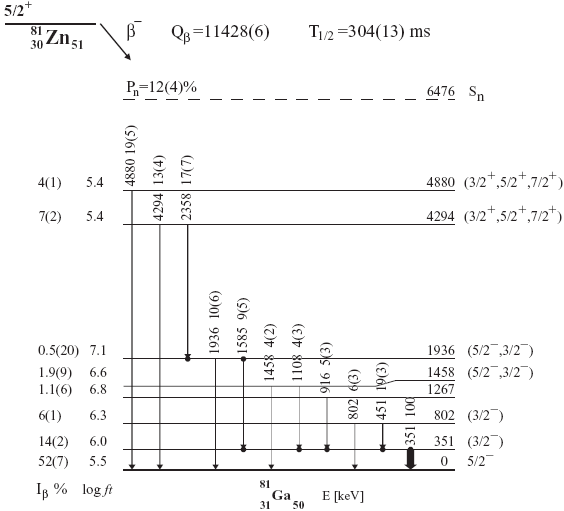 5/2+
81 30 Zn 51 β− Qβ=11428(6) T1/2=304(13) ms
Pn=12(4)% 6476 Sn
4880 19(5)
4294 13(4)
2358 17(7)
4(1) 5.4 4880 (3/2+,5/2+,7/2+)
7(2) 5.4 4294 (3/2+,5/2+,7/2+)
1936 10(6)
1585 9(5)
1458 4(2)
1108 4(3)
916 5(3)
802 6(3)
451 19(3)
351 100
0.5(20) 7.1 1936 (5/2−,3/2−)
1.9(9) 6.6 1458 (5/2−,3/2−)
1.1(6) 6.8 1267
6(1) 6.3 802 (3/2−)
14(2) 6.0 351 (3/2−)
52(7) 5.5 0 5/2−
Iβ % log ft 81 31 Ga 50 E [keV]